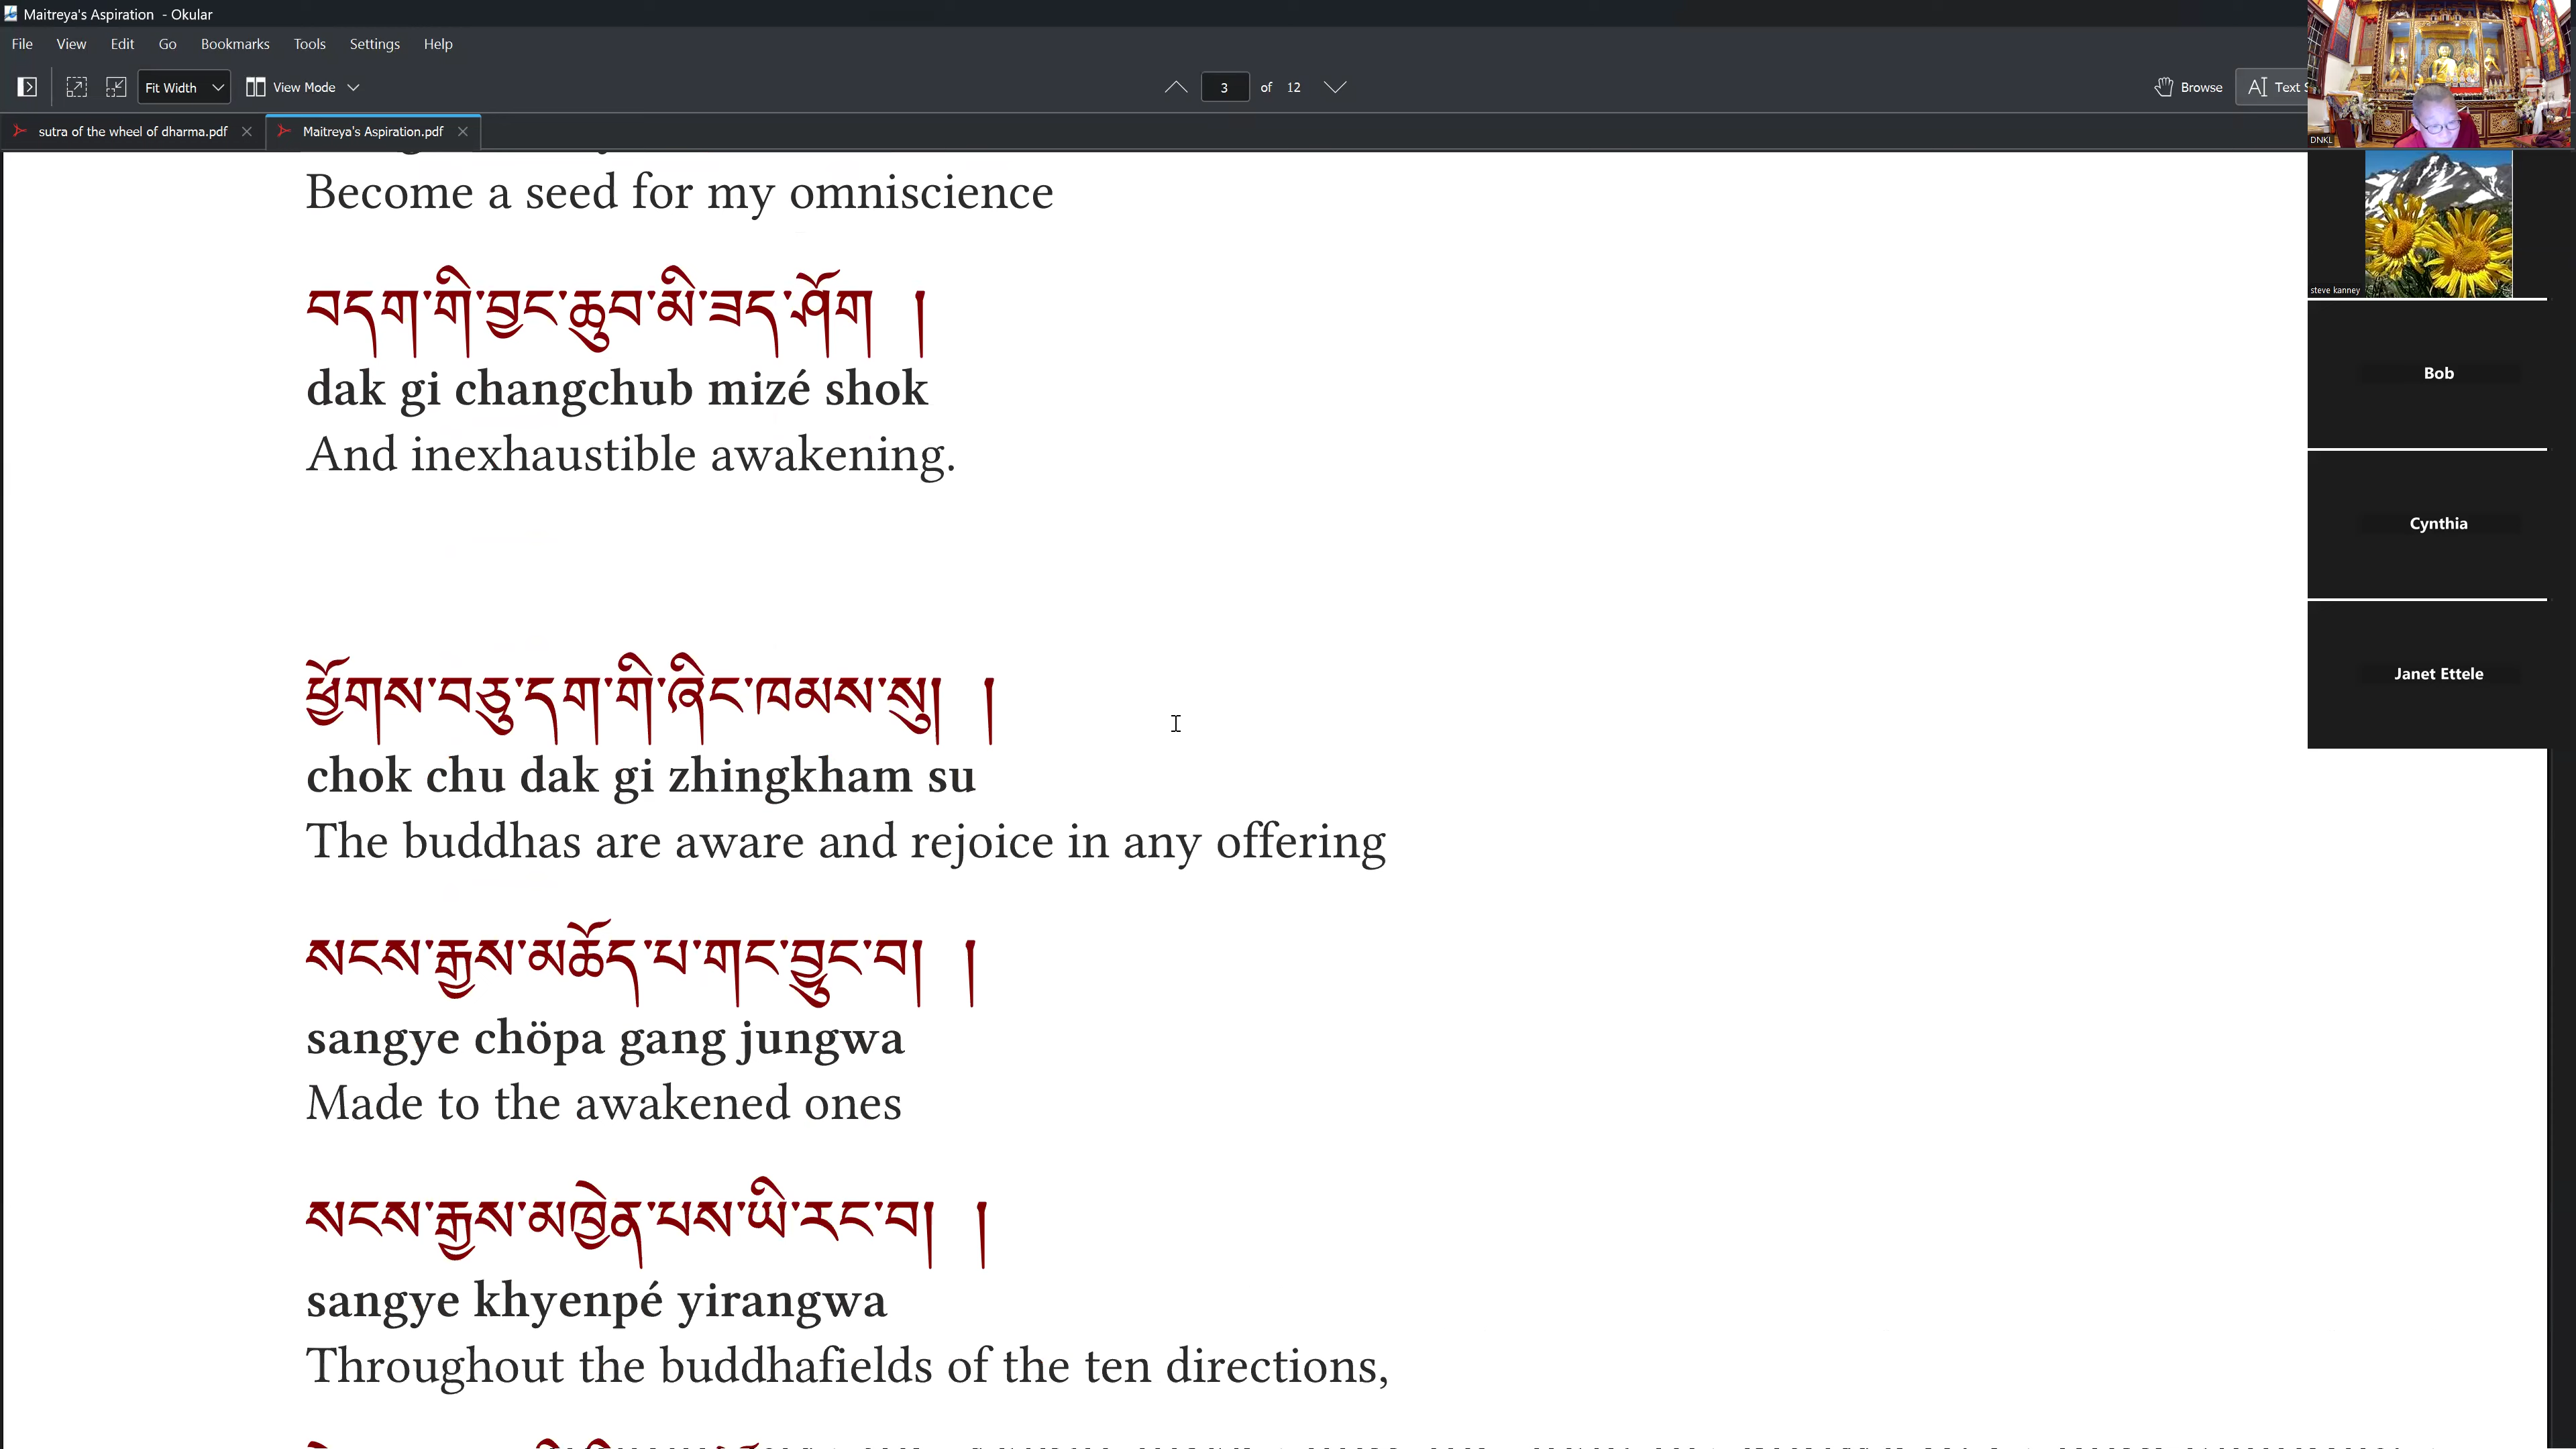 Maitreya's Aspiration - Okular
File View Edit Go Bookmarks Tools Settings Help
Fit Width View Mode 3 of 12 Browse Text
sutra of the wheel of dharma.pdf Maitreya's Aspiration.pdf
DNKL
steve kanney
Bob
Cynthia
Janet Ettele
Become a seed for my omniscience
བདག་གི་བྱང་ཆུབ་མི་ཟད་ཤོག །
dak gi changchub mizé shok
And inexhaustible awakening.
ཕྱོགས་བཅུ་དག་གི་ཞིང་ཁམས་སུ། །
chok chu dak gi zhingkham su
The buddhas are aware and rejoice in any offering
སངས་རྒྱས་མཆོད་པ་གང་བྱུང་བ། །
sangye chöpa gang jungwa
Made to the awakened ones
སངས་རྒྱས་མཁྱེན་པས་ཡི་རང་བ། །
sangye khyenpé yirangwa
Throughout the buddhafields of the ten directions,